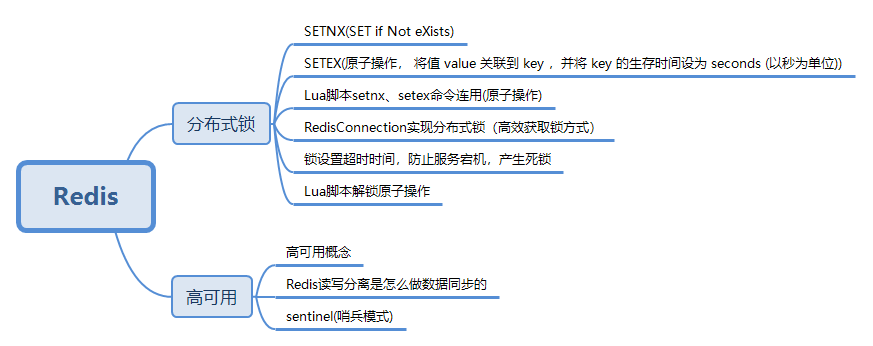 Redis
分布式锁
SETNX(SET if Not eXists)
SETEX(原子操作， 将值 value 关联到 key ，并将 key 的生存时间设为 seconds (以秒为单位))
Lua脚本setnx、setex命令连用(原子操作)
RedisConnection实现分布式锁（高效获取锁方式）
锁设置超时时间，防止服务宕机，产生死锁
Lua脚本解锁原子操作
高可用
高可用概念
Redis读写分离是怎么做数据同步的
sentinel(哨兵模式)